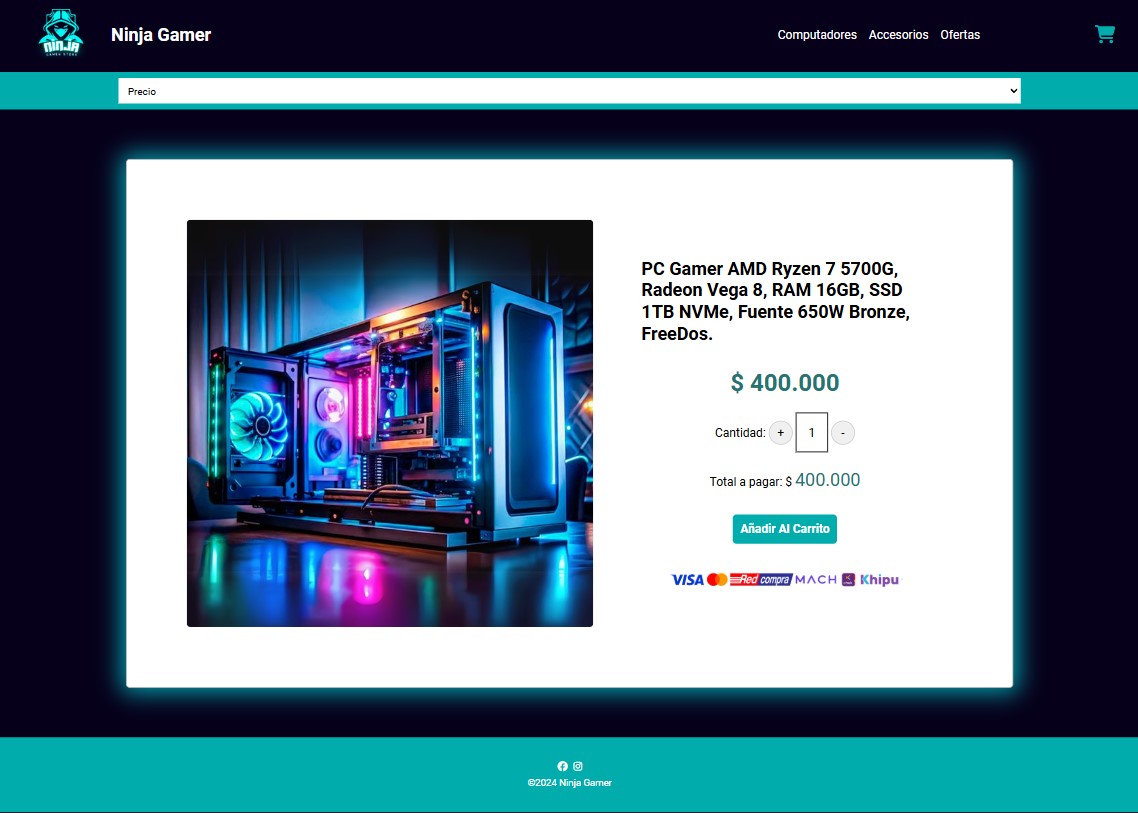 NINJA
Ninja Gamer
Computadores Accesorios Ofertas
Precio
PC Gamer AMD Ryzen 7 5700G,
Radeon Vega 8, RAM 16GB, SSD
1TB NVMe, Fuente 650W Bronze,
FreeDos.
$ 400.000
Cantidad: + 1 -
Total a pagar: $ 400.000
Añadir Al Carrito
VISA Red compra MACH Khipu
©2024 Ninja Gamer